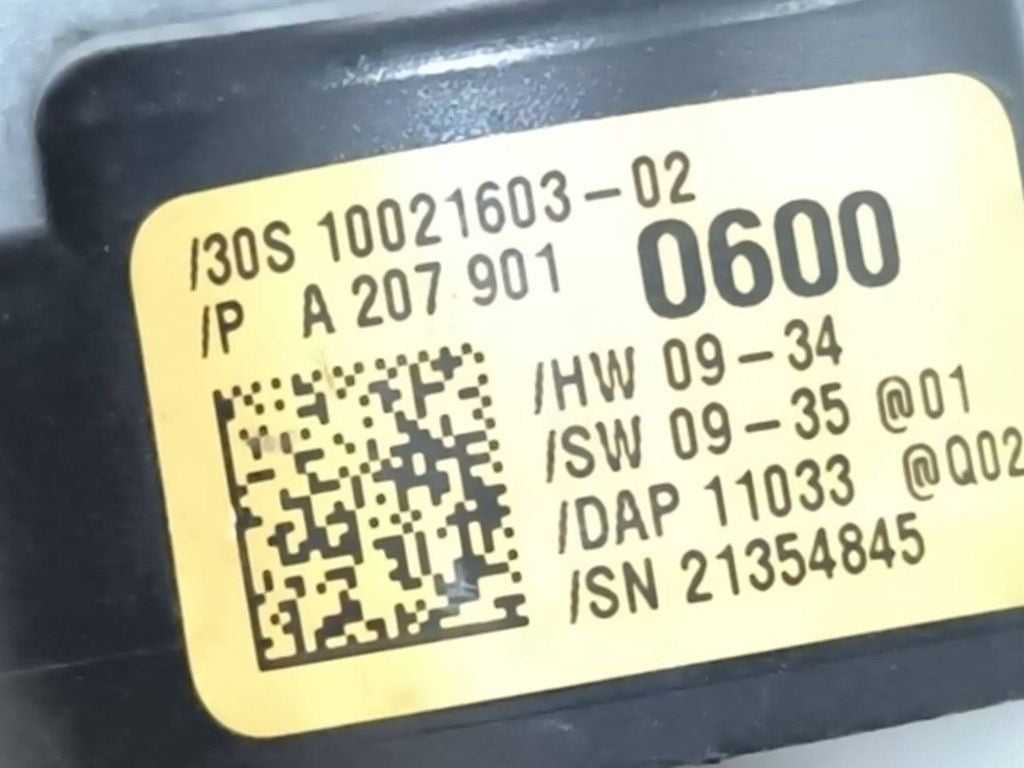 /30S 10021603-02
/P A 207 901 0600
/HW 09-34
/SW 09-35 @01
/DAP 11033 @Q02
/SN 21354845